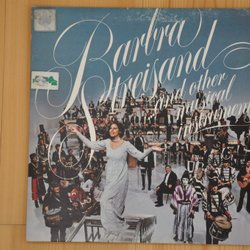 Barbra
Streisand
and other
musical
instruments